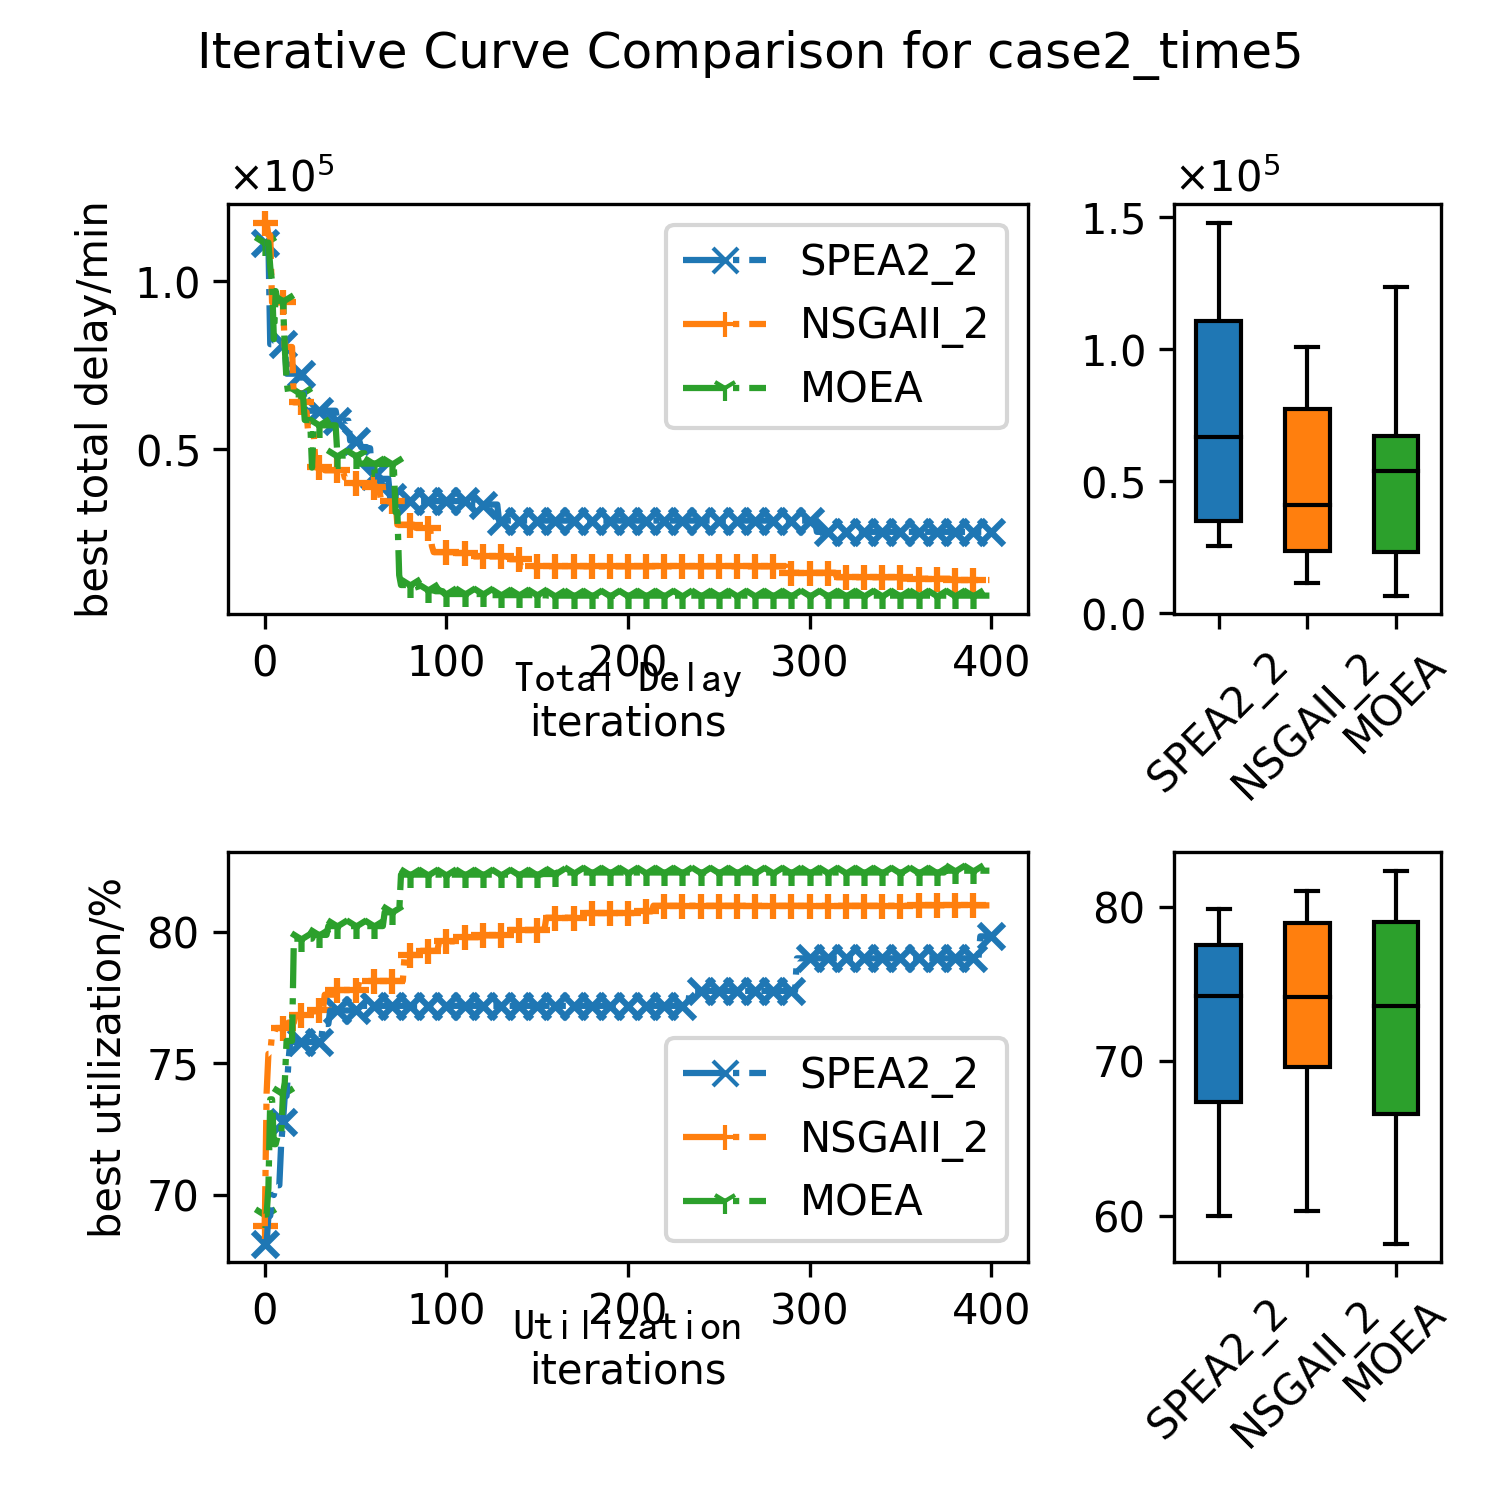 Iterative Curve Comparison for case2_time5
×10⁵
best total delay/min
1.0
0.5
SPEA2_2
NSGAII_2
MOEA
0 100 200 300 400
Total Delay
iterations
×10⁵
1.5
1.0
0.5
0.0
SPEA2_2
NSGAII_2
MOEA
best utilization/%
80
75
70
SPEA2_2
NSGAII_2
MOEA
0 100 200 300 400
Utilization
iterations
80
70
60
SPEA2_2
NSGAII_2
MOEA